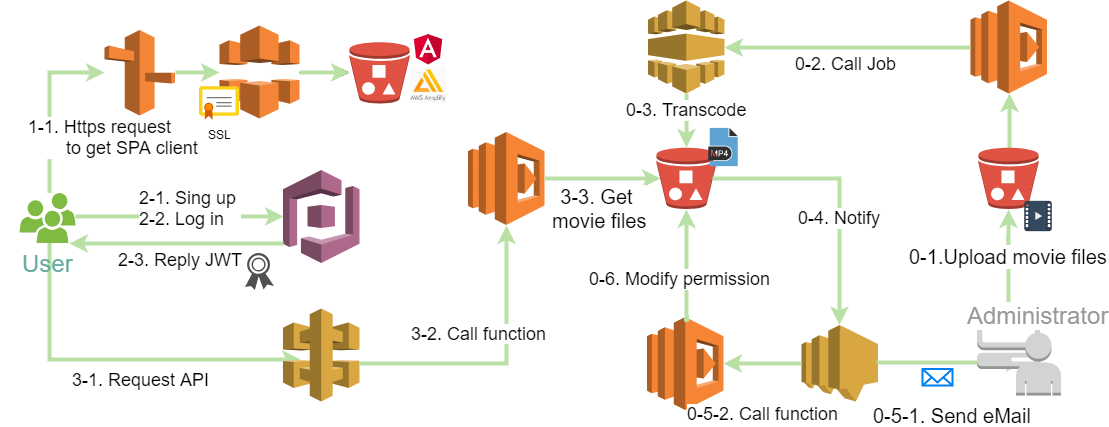 0-2. Call Job
AWS Amplify
0-3. Transcode
1-1. Https request
to get SPA client
SSL
MP4
2-1. Sing up
2-2. Log in
3-3. Get
movie files
0-4. Notify
User
2-3. Reply JWT
0-1.Upload movie files
0-6. Modify permission
Administrator
3-2. Call function
3-1. Request API
0-5-2. Call function
0-5-1. Send eMail